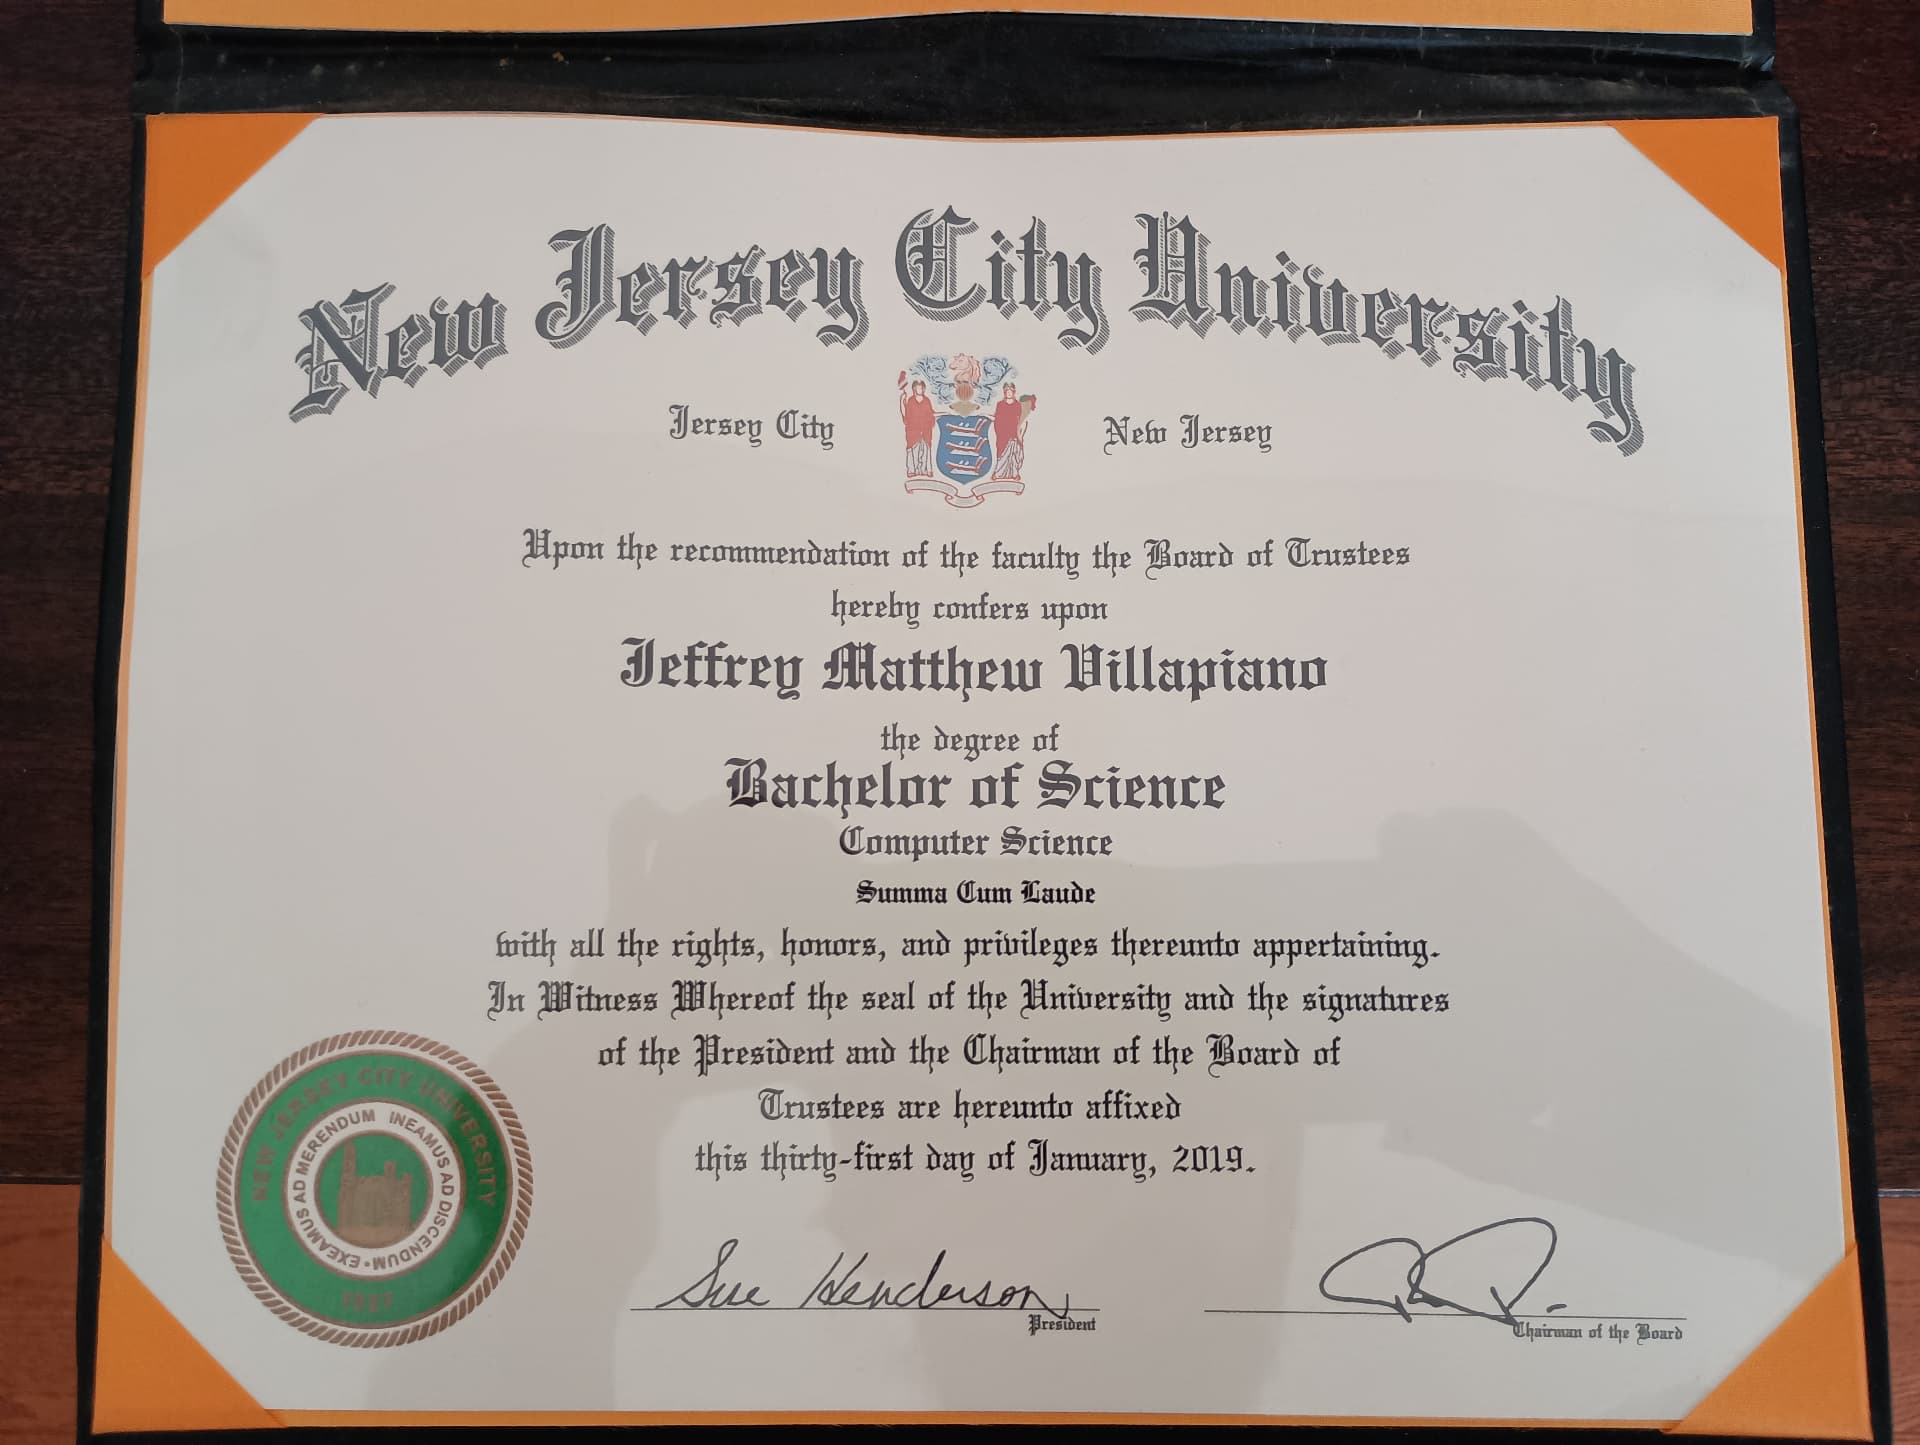 New Jersey City University
Jersey City New Jersey
Upon the recommendation of the faculty the Board of Trustees
hereby confers upon
Jeffrey Matthew Villapiano
the degree of
Bachelor of Science
Computer Science
Summa Cum Laude
with all the rights, honors, and privileges thereunto appertaining.
In Witness Whereof the seal of the University and the signatures
of the President and the Chairman of the Board of
Trustees are hereunto affixed
this thirty-first day of January, 2019.
NEW JERSEY CITY UNIVERSITY
INEAMUS AD DISCENDUM • EXEAMUS AD MERENDUM
1927
Sue Henderson
President
Chairman of the Board